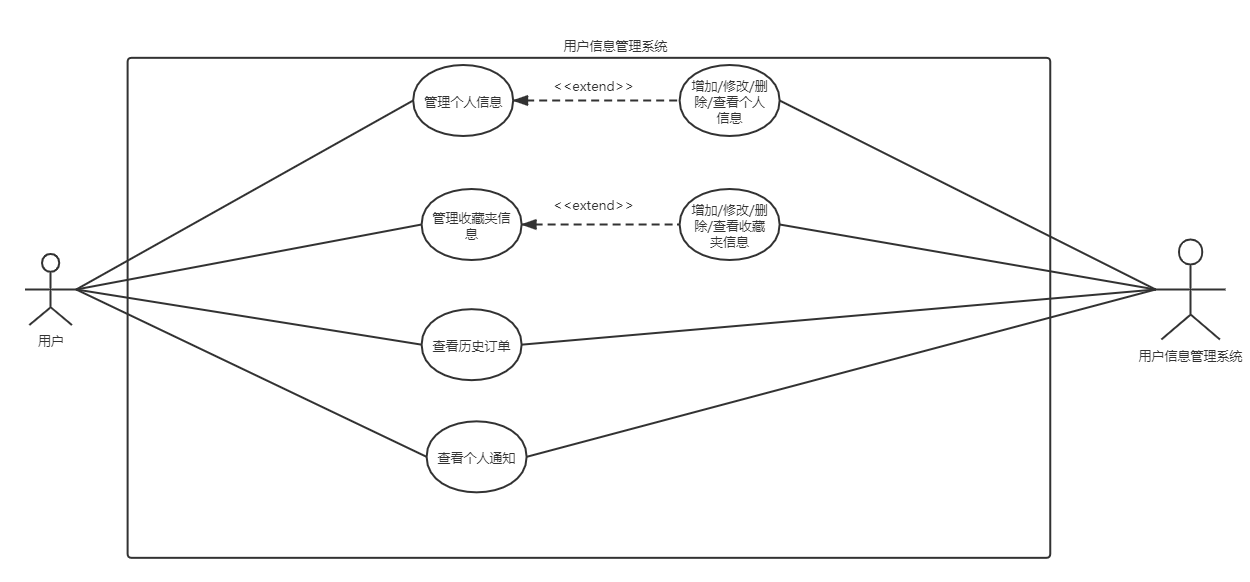 用户信息管理系统
管理个人信息
<<extend>>
增加/修改/删
除/查看个人
信息
管理收藏夹信
息
<<extend>>
增加/修改/删
除/查看收藏
夹信息
用户
查看历史订单
用户信息管理系统
查看个人通知